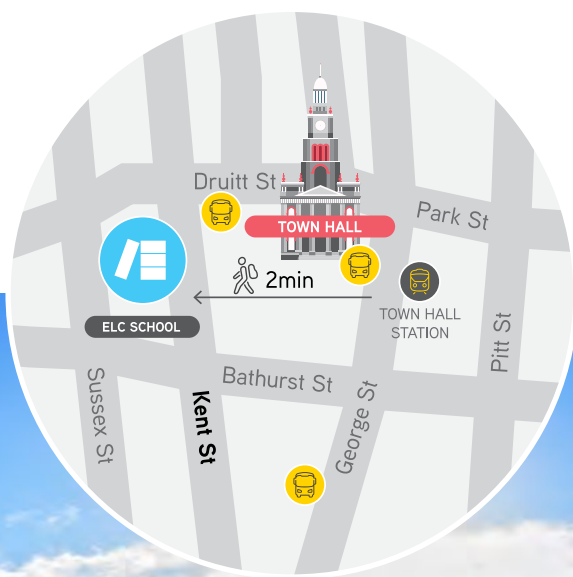 Druitt St
Park St
TOWN HALL
2min
ELC SCHOOL
TOWN HALL
STATION
Pitt St
Bathurst St
Sussex St
Kent St
George St